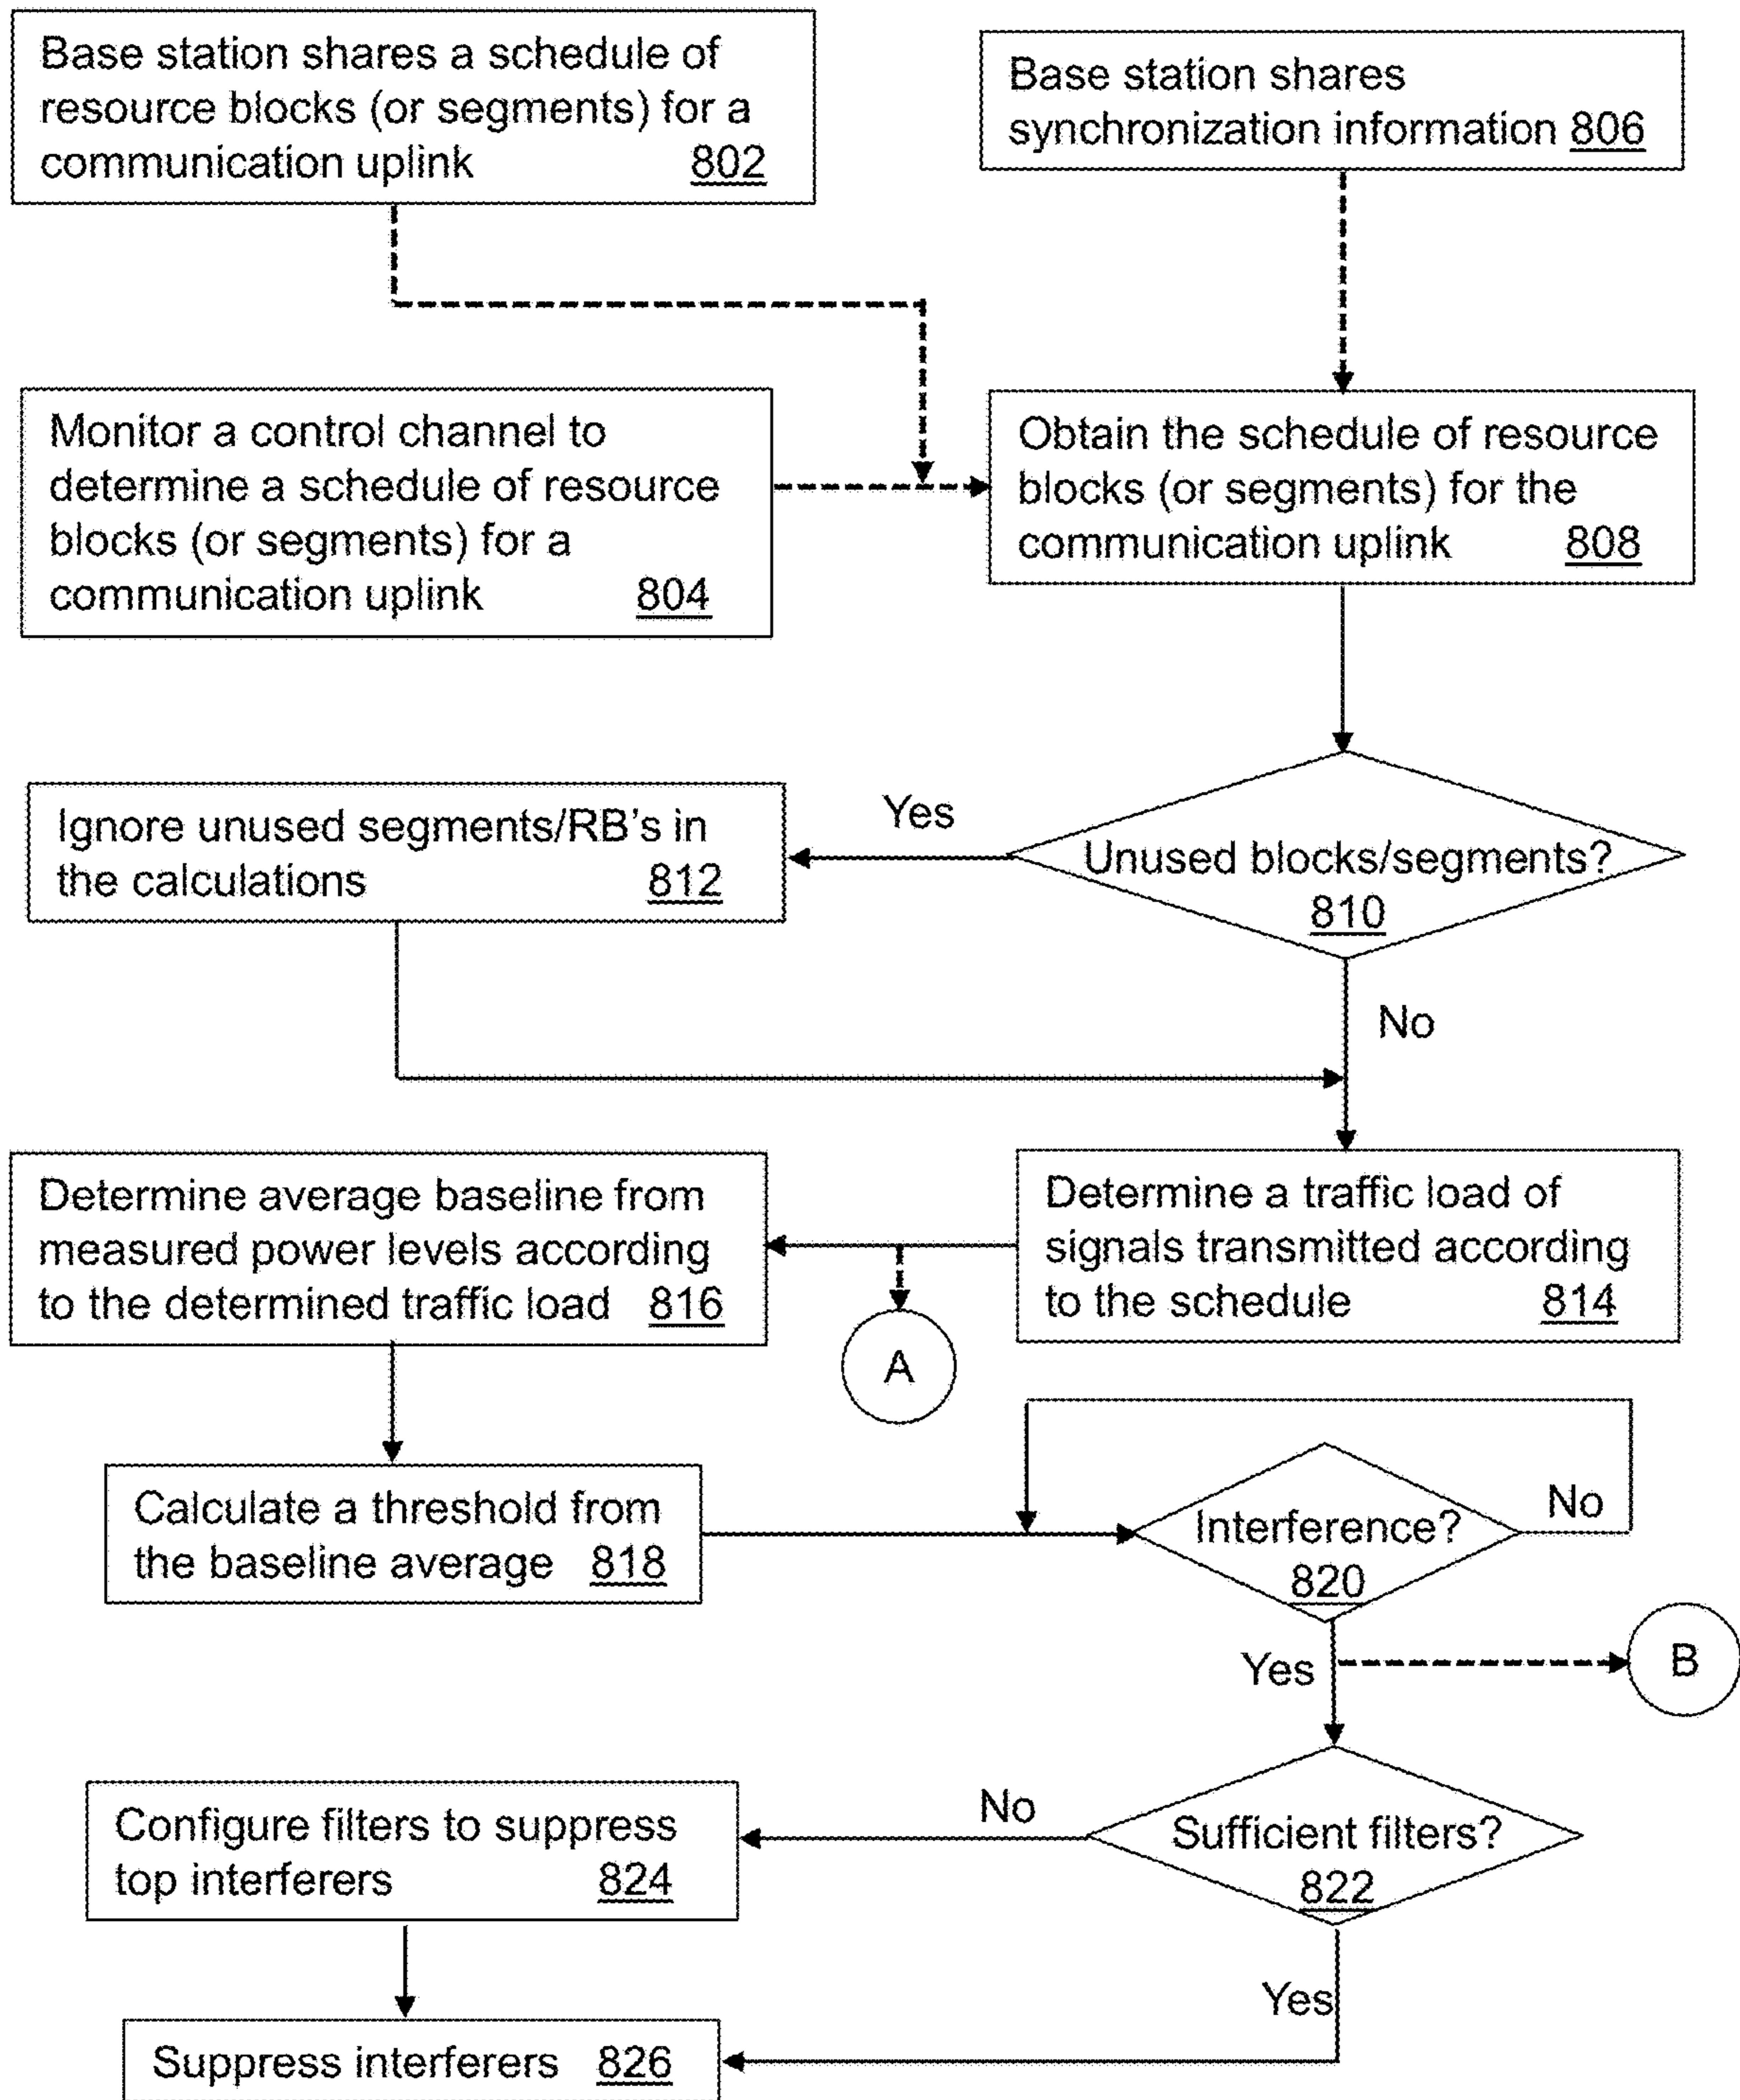 Base station shares a schedule of
resource blocks (or segments) for a
communication uplink 802
Base station shares
synchronization information 806
Monitor a control channel to
determine a schedule of resource
blocks (or segments) for a
communication uplink 804
Obtain the schedule of resource
blocks (or segments) for the
communication uplink 808
Unused blocks/segments?
810
Yes
No
Ignore unused segments/RB's in
the calculations 812
Determine a traffic load of
signals transmitted according
to the schedule 814
Determine average baseline from
measured power levels according
to the determined traffic load 816
A
Calculate a threshold from
the baseline average 818
Interference?
820
No
Yes
B
Sufficient filters?
822
No
Yes
Configure filters to suppress
top interferers 824
Suppress interferers 826